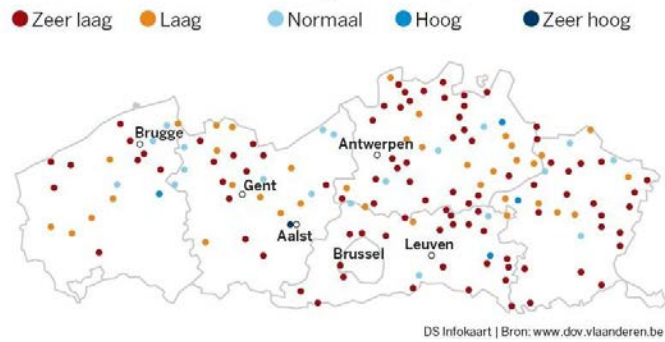 Zeer laag Laag Normaal Hoog Zeer hoog
Brugge
Antwerpen
Gent
Aalst
Brussel Leuven
DS Infokaart | Bron: www.dov.vlaanderen.be